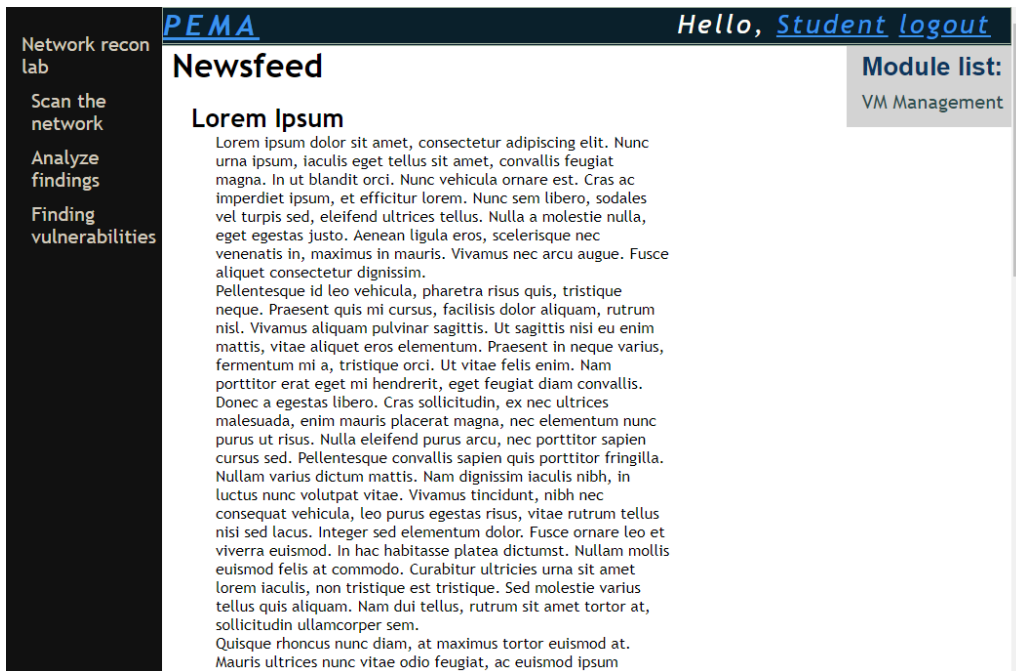 PEMA
Hello, Student logout
Network recon
lab
Scan the
network
Analyze
findings
Finding
vulnerabilities
Newsfeed
Module list:
VM Management
Lorem Ipsum
Lorem ipsum dolor sit amet, consectetur adipiscing elit. Nunc
urna ipsum, iaculis eget tellus sit amet, convallis feugiat
magna. In ut blandit orci. Nunc vehicula ornare est. Cras ac
imperdiet ipsum, et efficitur lorem. Nunc sem libero, sodales
vel turpis sed, eleifend ultrices tellus. Nulla a molestie nulla,
eget egestas justo. Aenean ligula eros, scelerisque nec
venenatis in, maximus in mauris. Vivamus nec arcu augue. Fusce
aliquet consectetur dignissim.
Pellentesque id leo vehicula, pharetra risus quis, tristique
neque. Praesent quis mi cursus, facilisis dolor aliquam, rutrum
nisl. Vivamus aliquam pulvinar sagittis. Ut sagittis nisi eu enim
mattis, vitae aliquet eros elementum. Praesent in neque varius,
fermentum mi a, tristique orci. Ut vitae felis enim. Nam
porttitor erat eget mi hendrerit, eget feugiat diam convallis.
Donec a egestas libero. Cras sollicitudin, ex nec ultrices
malesuada, enim mauris placerat magna, nec elementum nunc
purus ut risus. Nulla eleifend purus arcu, nec porttitor sapien
cursus sed. Pellentesque convallis sapien quis porttitor fringilla.
Nullam varius dictum mattis. Nam dignissim iaculis nibh, in
luctus nunc volutpat vitae. Vivamus tincidunt, nibh nec
consequat vehicula, leo purus egestas risus, vitae rutrum tellus
nisi sed lacus. Integer sed elementum dolor. Fusce ornare leo et
viverra euismod. In hac habitasse platea dictumst. Nullam mollis
euismod felis at commodo. Curabitur ultricies urna sit amet
lorem iaculis, non tristique est tristique. Sed molestie varius
tellus quis aliquam. Nam dui tellus, rutrum sit amet tortor at,
sollicitudin ullamcorper sem.
Quisque rhoncus nunc diam, at maximus tortor euismod at.
Mauris ultrices nunc vitae odio feugiat, ac euismod ipsum